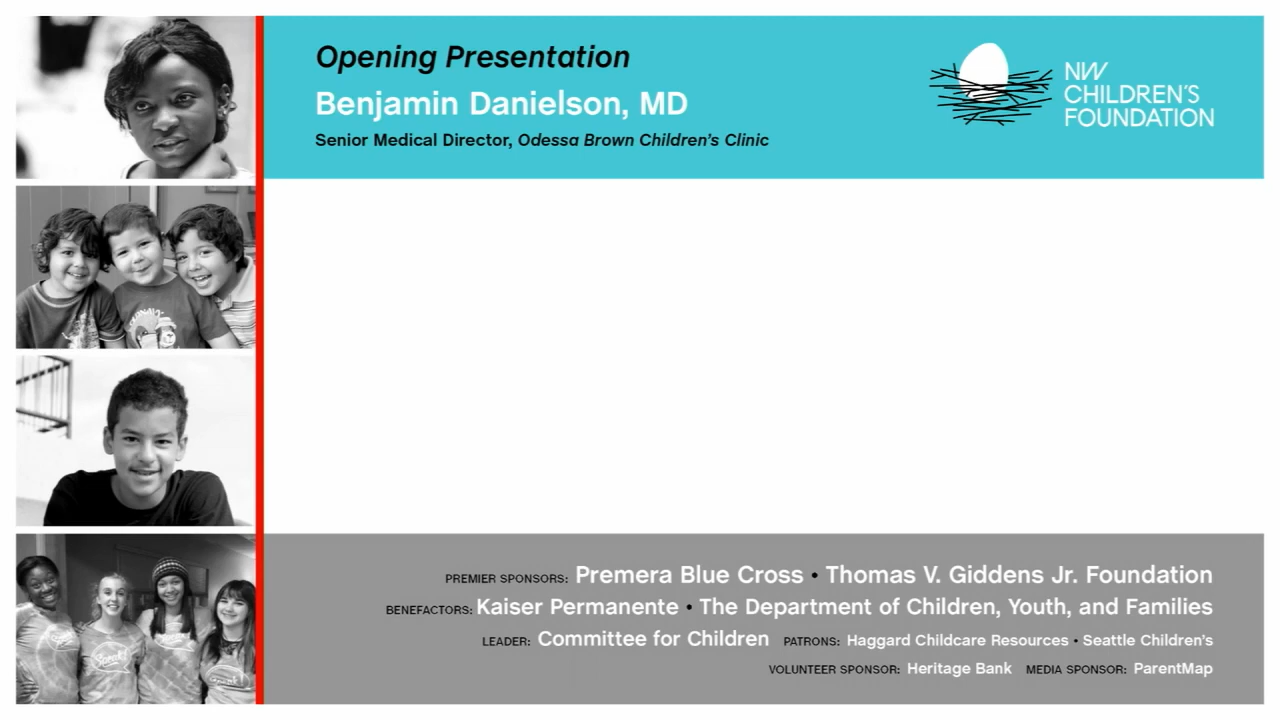 Opening Presentation
Benjamin Danielson, MD
Senior Medical Director, Odessa Brown Children's Clinic
NW
CHILDREN'S
FOUNDATION
PREMIER SPONSORS: Premera Blue Cross • Thomas V. Giddens Jr. Foundation
BENEFACTORS: Kaiser Permanente • The Department of Children, Youth, and Families
LEADER: Committee for Children PATRONS: Haggard Childcare Resources • Seattle Children's
VOLUNTEER SPONSOR: Heritage Bank MEDIA SPONSOR: ParentMap